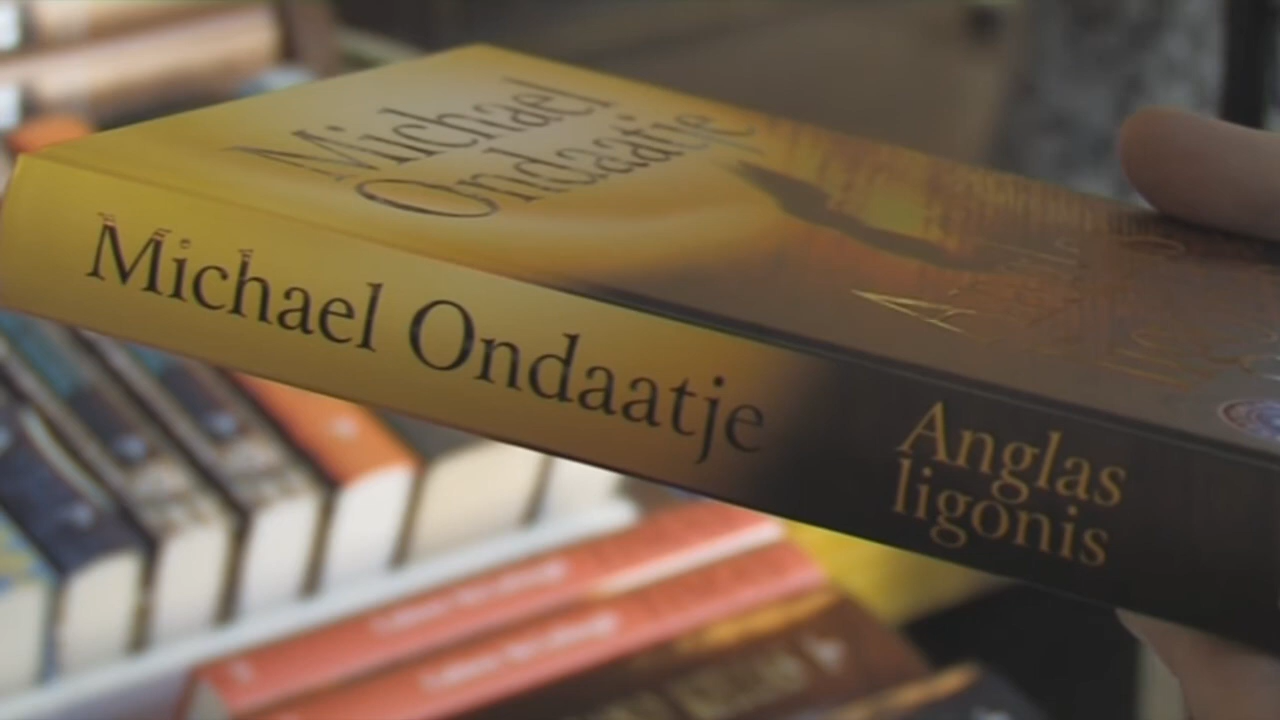 Michael
Ondaatje
Michael Ondaatje
Anglas
ligonis